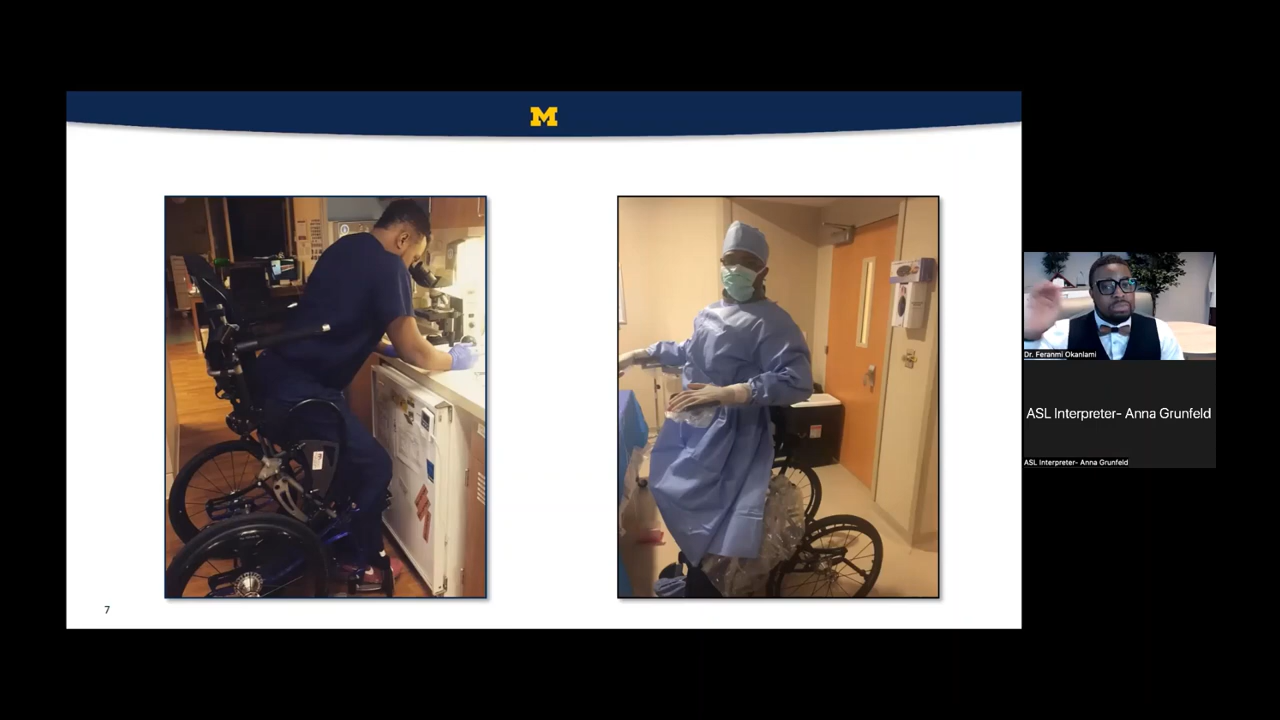 M
7
Dr. Feranmi Okanlami
ASL Interpreter- Anna Grunfeld
ASL Interpreter- Anna Grunfeld